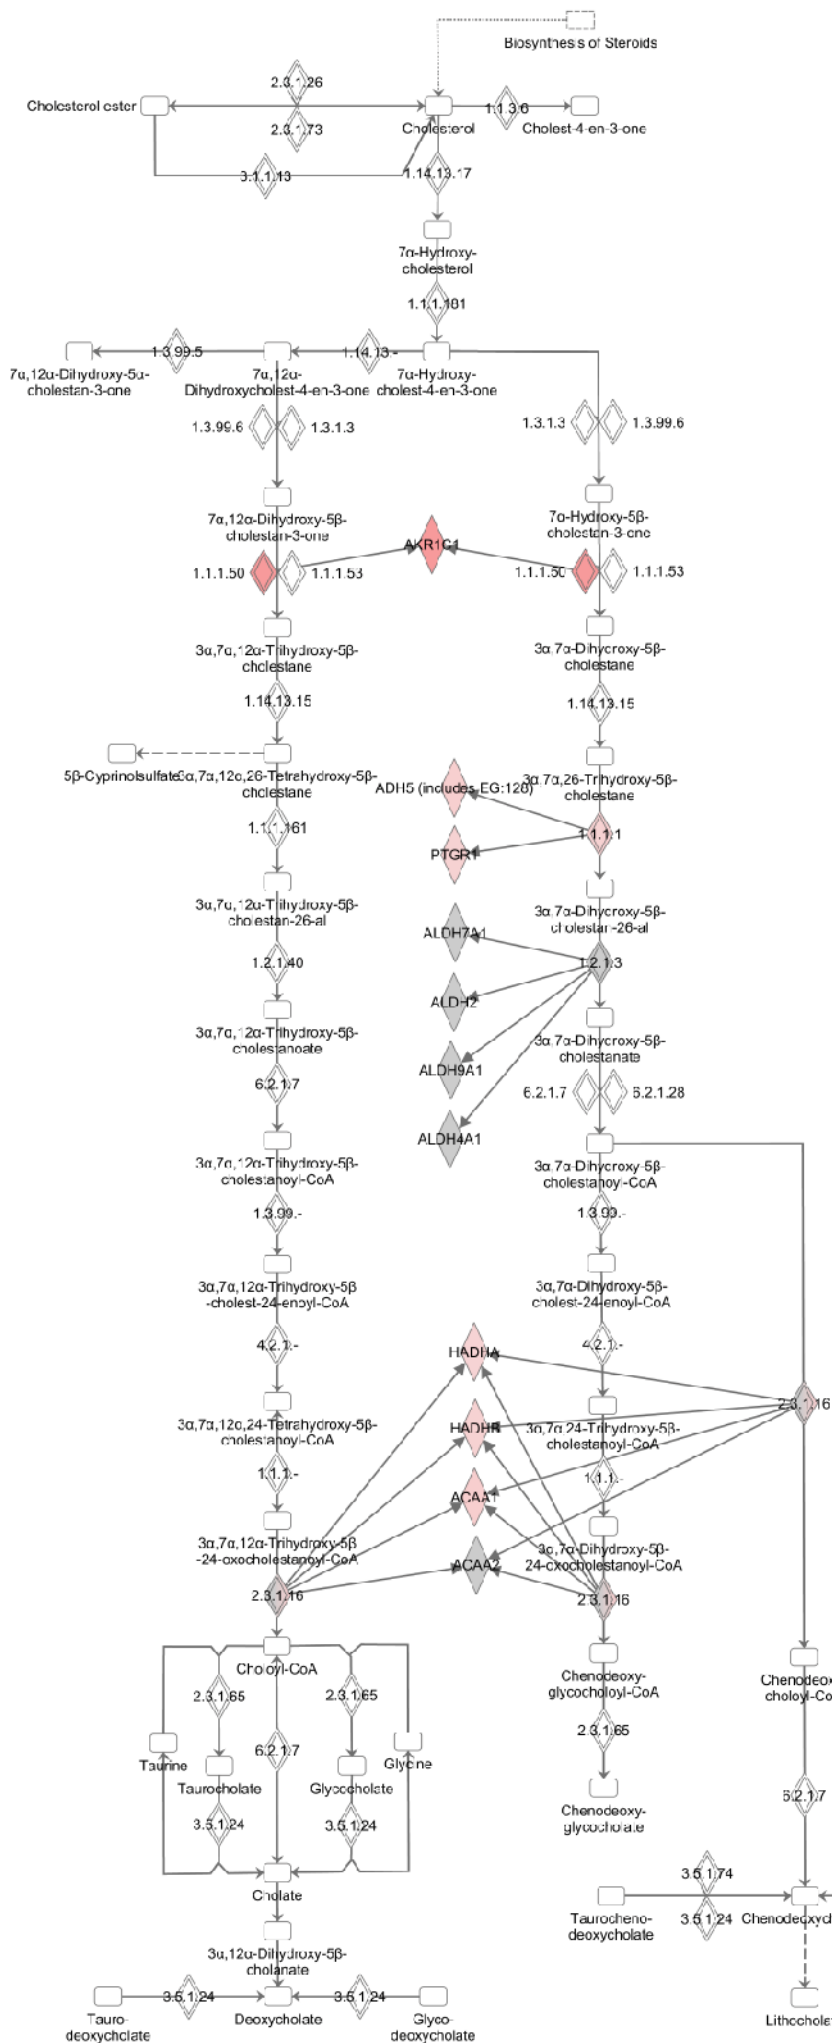 Biosynthesis of Steroids
2.3.1.26
Cholesterol ester
Cholesterol
1.1.3.6
Cholest-4-en-3-one
2.3.1.73
3.1.1.13
1.14.13.17
7α-Hydroxy-
cholesterol
1.1.1.181
1.3.99.5
1.14.13.-
7α,12α-Dihydroxy-5α-
cholestan-3-one
7α,12α-
Dihydroxycholest-4-en-3-one
7α-Hydroxy-
cholest-4-en-3-one
1.3.99.6
1.3.1.3
1.3.1.3
1.3.99.6
7α,12α-Dihydroxy-5β-
cholestan-3-one
7α-Hydroxy-5β-
cholestan-3-one
AKR1C1
1.1.1.50
1.1.1.53
1.1.1.50
1.1.1.53
3α,7α,12α-Trihydroxy-5β-
cholestane
3α,7α-Dihydroxy-5β-
cholestane
1.14.13.15
1.14.13.15
5β-Cyprinolsulfate
3α,7α,12α,26-Tetrahydroxy-5β-
cholestane
ADH5 (includes EG:128)
3α,7α,26-Trihydroxy-5β-
cholestane
1.1.1.161
1.1.1.1
PTGR1
3α,7α,12α-Trihydroxy-5β-
cholestan-26-al
3α,7α-Dihydroxy-5β-
cholestan-26-al
ALDH7A1
1.2.1.40
1.2.1.3
ALDH2
3α,7α,12α-Trihydroxy-5β-
cholestanoate
3α,7α-Dihydroxy-5β-
cholestanate
ALDH9A1
6.2.1.7
6.2.1.7
6.2.1.28
ALDH4A1
3α,7α,12α-Trihydroxy-5β-
cholestanoyl-CoA
3α,7α-Dihydroxy-5β-
cholestanoyl-CoA
1.3.99.-
1.3.99.-
3α,7α,12α-Trihydroxy-5β
-cholest-24-enoyl-CoA
3α,7α-Dihydroxy-5β-
cholest-24-enoyl-CoA
4.2.1.-
HADHA
4.2.1.-
2.3.1.16
3α,7α,12α,24-Tetrahydroxy-5β-
cholestanoyl-CoA
HADHB
3α,7α,24-Trihydroxy-5β-
cholestanoyl-CoA
1.1.1.-
1.1.1.-
ACAA1
3α,7α,12α-Trihydroxy-5β
-24-oxocholestanoyl-CoA
ACAA2
3α,7α-Dihydroxy-5β-
24-oxocholestanoyl-CoA
2.3.1.16
2.3.1.16
Choloyl-CoA
Chenodeoxy-
glycocholoyl-CoA
Chenodeo
choloyl-Co
2.3.1.65
2.3.1.65
2.3.1.65
Taurine
6.2.1.7
Glycine
Taurocholate
Glycocholate
6.2.1.7
Chenodeoxy-
glycocholate
3.5.1.24
3.5.1.24
3.5.1.74
Cholate
Taurocheno-
deoxycholate
3.5.1.24
Chenodeoxych
3α,12α-Dihydroxy-5β-
cholanate
3.5.1.24
3.5.1.24
Tauro-
deoxycholate
Deoxycholate
Glyco-
deoxycholate
Lithochola